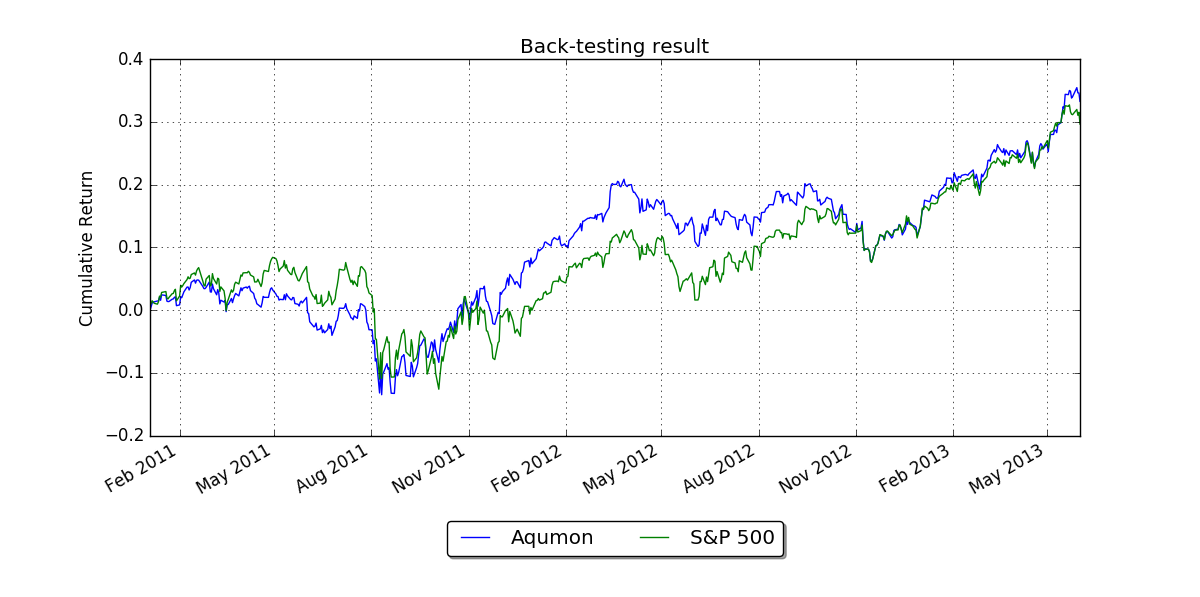 Back-testing result
Cumulative Return
0.4
0.3
0.2
0.1
0.0
−0.1
−0.2
Feb 2011 May 2011 Aug 2011 Nov 2011 Feb 2012 May 2012 Aug 2012 Nov 2012 Feb 2013 May 2013
Aqumon S&P 500